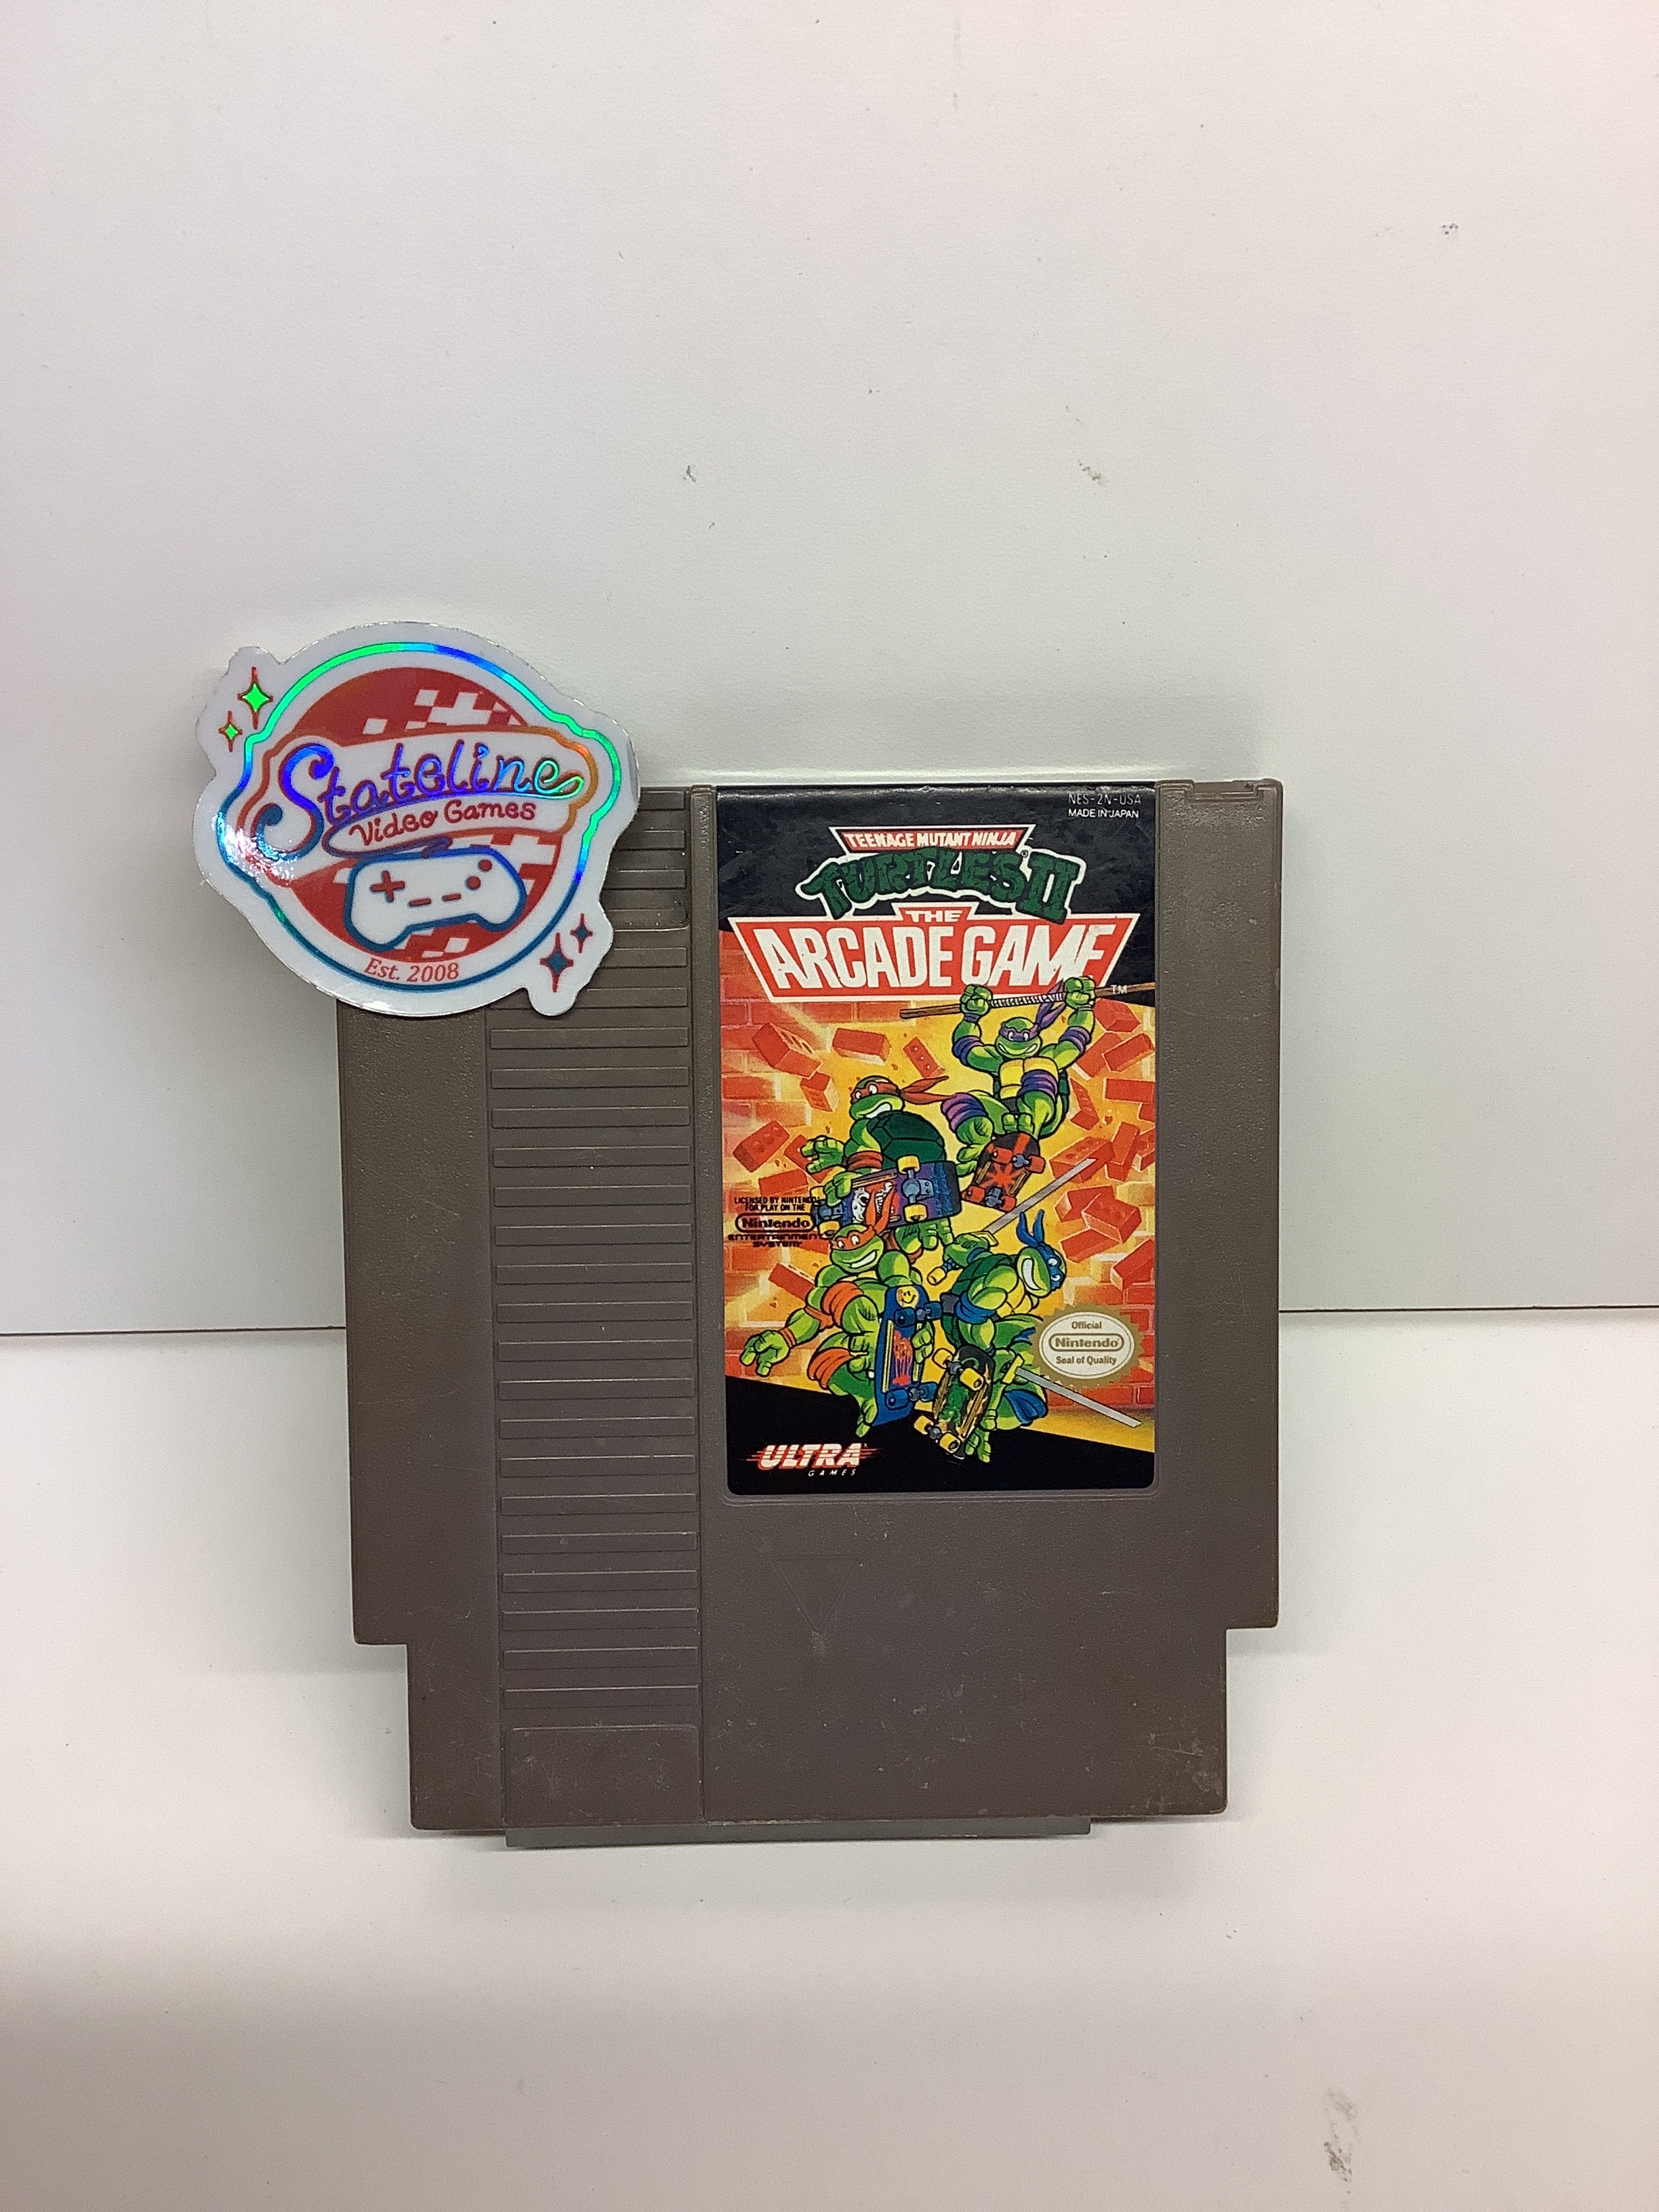 Stateline
Video Games
Est. 2008
NES-2N-USA
MADE IN JAPAN
TEENAGE MUTANT NINJA
TURTLES® II
THE
ARCADE GAME
TM
LICENSED BY NINTENDO
FOR PLAY ON THE
Nintendo
ENTERTAINMENT
SYSTEM
Official
Nintendo
Seal of Quality
ULTRA
GAMES